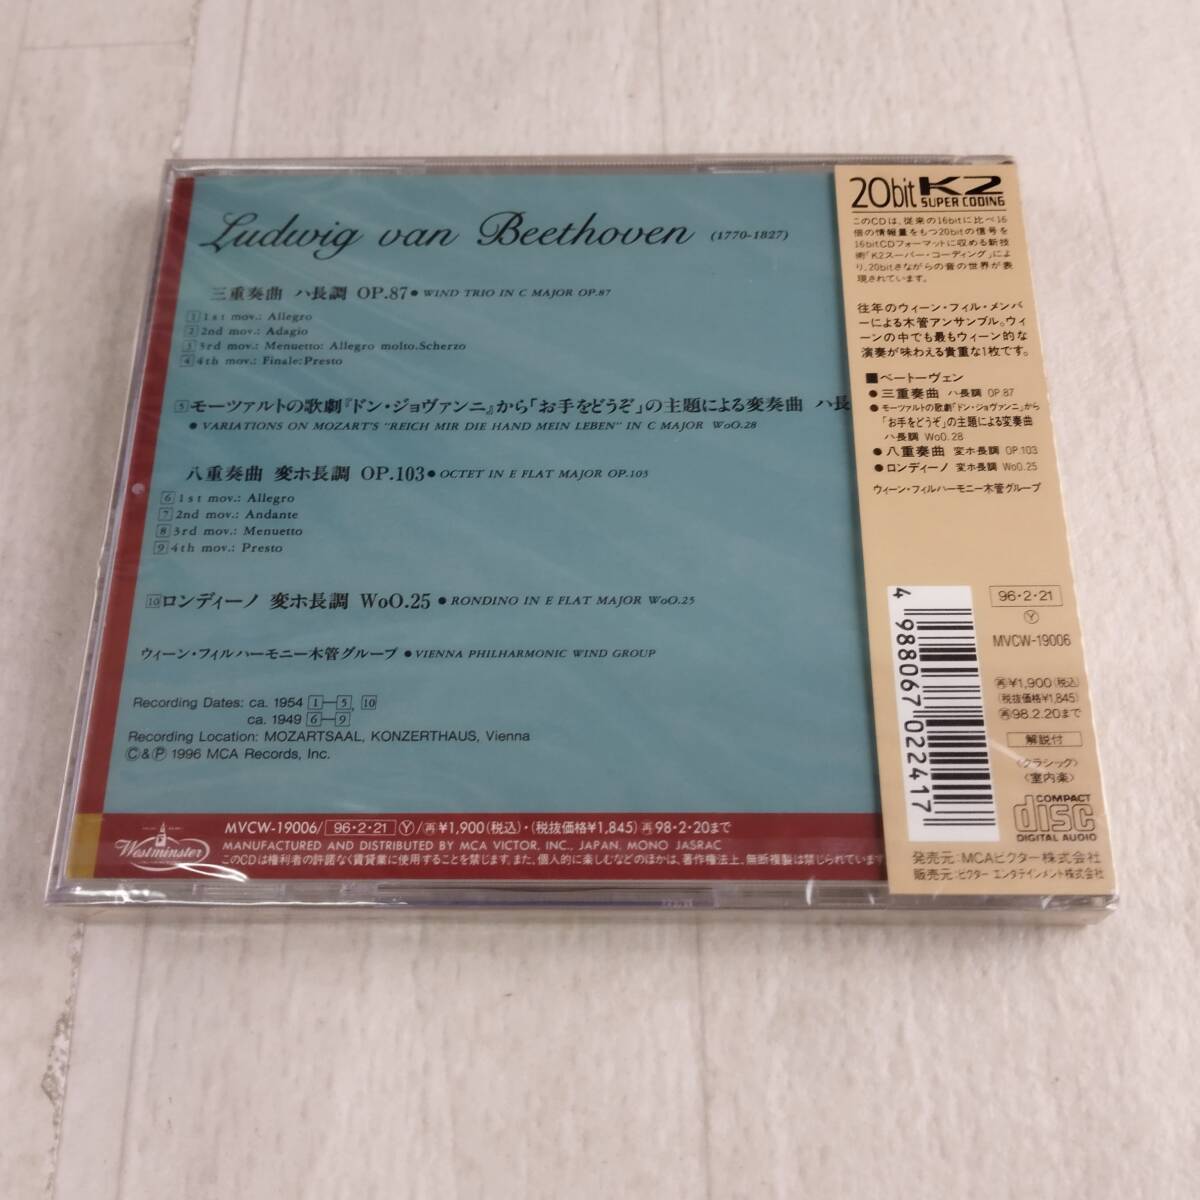 Ludwig van Beethoven (1770-1827)
三重奏曲 ハ長調 OP.87 ● WIND TRIO IN C MAJOR OP.87
1 1st mov.: Allegro
2 2nd mov.: Adagio
3 3rd mov.: Menuetto: Allegro molto.Scherzo
4 4th mov.: Finale: Presto
5 モーツァルトの歌劇『ドン・ジョヴァンニ』から「お手をどうぞ」の主題による変奏曲 ハ長
● VARIATIONS ON MOZART'S "REICH MIR DIE HAND MEIN LEBEN" IN C MAJOR WoO.28
八重奏曲 変ホ長調 OP.103 ● OCTET IN E FLAT MAJOR OP.103
6 1st mov.: Allegro
7 2nd mov.: Andante
8 3rd mov.: Menuetto
9 4th mov.: Presto
10 ロンディーノ 変ホ長調 WoO.25 ● RONDINO IN E FLAT MAJOR WoO.25
ウィーン・フィルハーモニー木管グループ ● VIENNA PHILHARMONIC WIND GROUP
Recording Dates: ca. 1954 1—5, 10
ca. 1949 6—9
Recording Location: MOZARTSAAL, KONZERTHAUS, Vienna
©&℗ 1996 MCA Records, Inc.
Westminster
MVCW-19006/ 96・2・21 Ⓨ/再¥1,900(税込)・(税抜価格¥1,845)再98・2・20まで
MANUFACTURED AND DISTRIBUTED BY MCA VICTOR, INC., JAPAN. MONO JASRAC
このCDは権利者の許諾なく賃貸業に使用することを禁じます。また、個人的に楽しむなどのほかは、著作権法上、無断複製は禁じられています
20bit K2
SUPER CODING
このCDは、従来の16bitに比べ16
倍の情報量をもつ20bitの信号を
16bitCDフォーマットに収める新技
術「K2スーパー・コーディング」によ
り、20bitさながらの音の世界が表
現されています。
往年のウィーン・フィル・メンバ
ーによる木管アンサンブル。ウィ
ーンの中でも最もウィーン的な
演奏が味わえる貴重な1枚です。
■ベートーヴェン
● 三重奏曲 ハ長調 OP.87
● モーツァルトの歌劇「ドン・ジョヴァンニ」から
「お手をどうぞ」の主題による変奏曲
ハ長調 WoO.28
● 八重奏曲 変ホ長調 OP.103
● ロンディーノ 変ホ長調 WoO.25
ウィーン・フィルハーモニー木管グループ
4 988067 022417
96・2・21
Ⓨ
MVCW-19006
再¥1,900(税込)
(税抜価格¥1,845)
再98.2.20まで
解説付
〈クラシック〉
〈室内楽〉
COMPACT
disc
DIGITAL AUDIO
発売元:MCAビクター株式会社
販売元:ビクター エンタテインメント株式会社